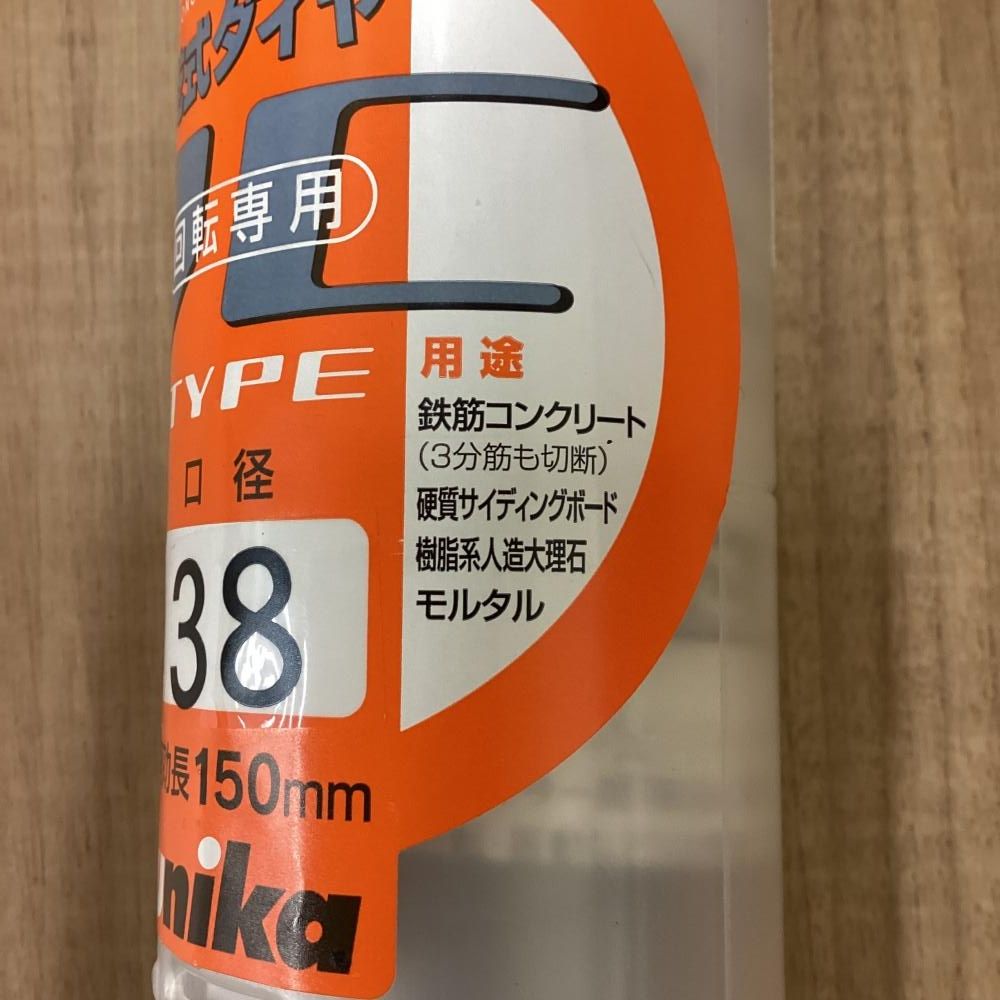 式ダイヤ
C
回転専用
TYPE
口径
38
長150mm
unika
用途
鉄筋コンクリート
(3分筋も切断)
硬質サイディングボード
樹脂系人造大理石
モルタル